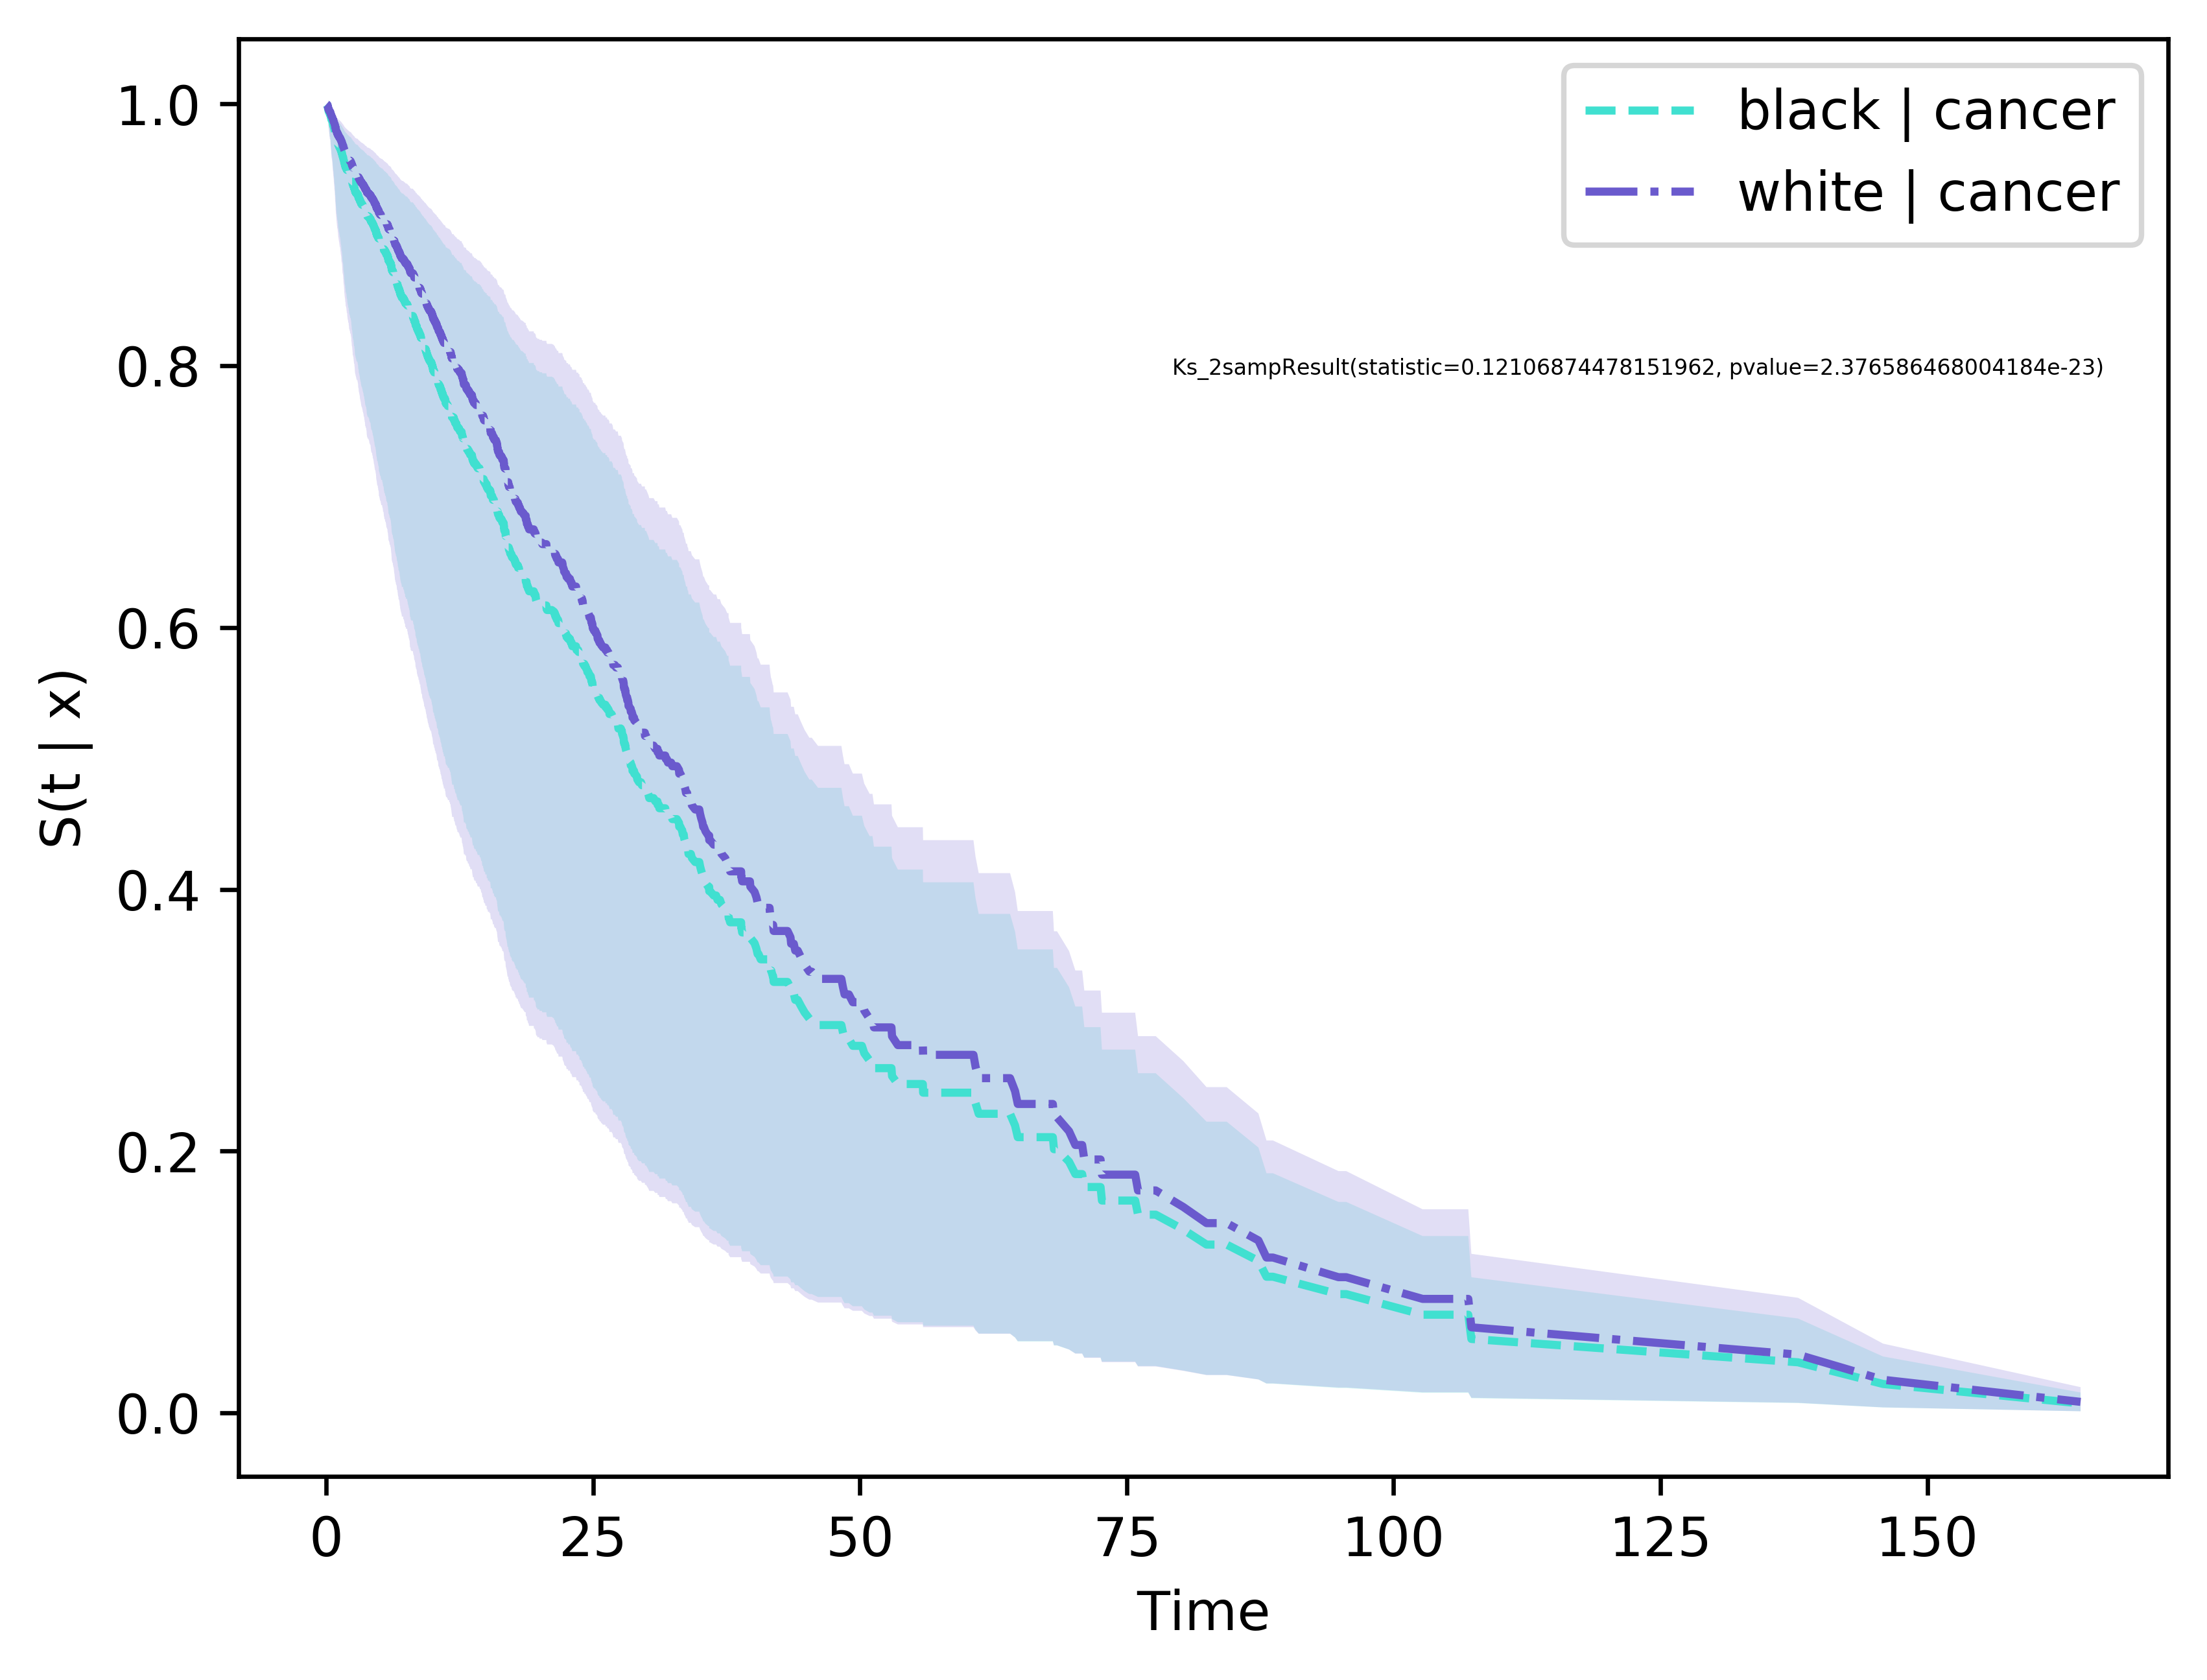 black | cancer
white | cancer
Ks_2sampResult(statistic=0.12106874478151962, pvalue=2.376586468004184e-23)
S(t | x)
1.0
0.8
0.6
0.4
0.2
0.0
0 25 50 75 100 125 150
Time